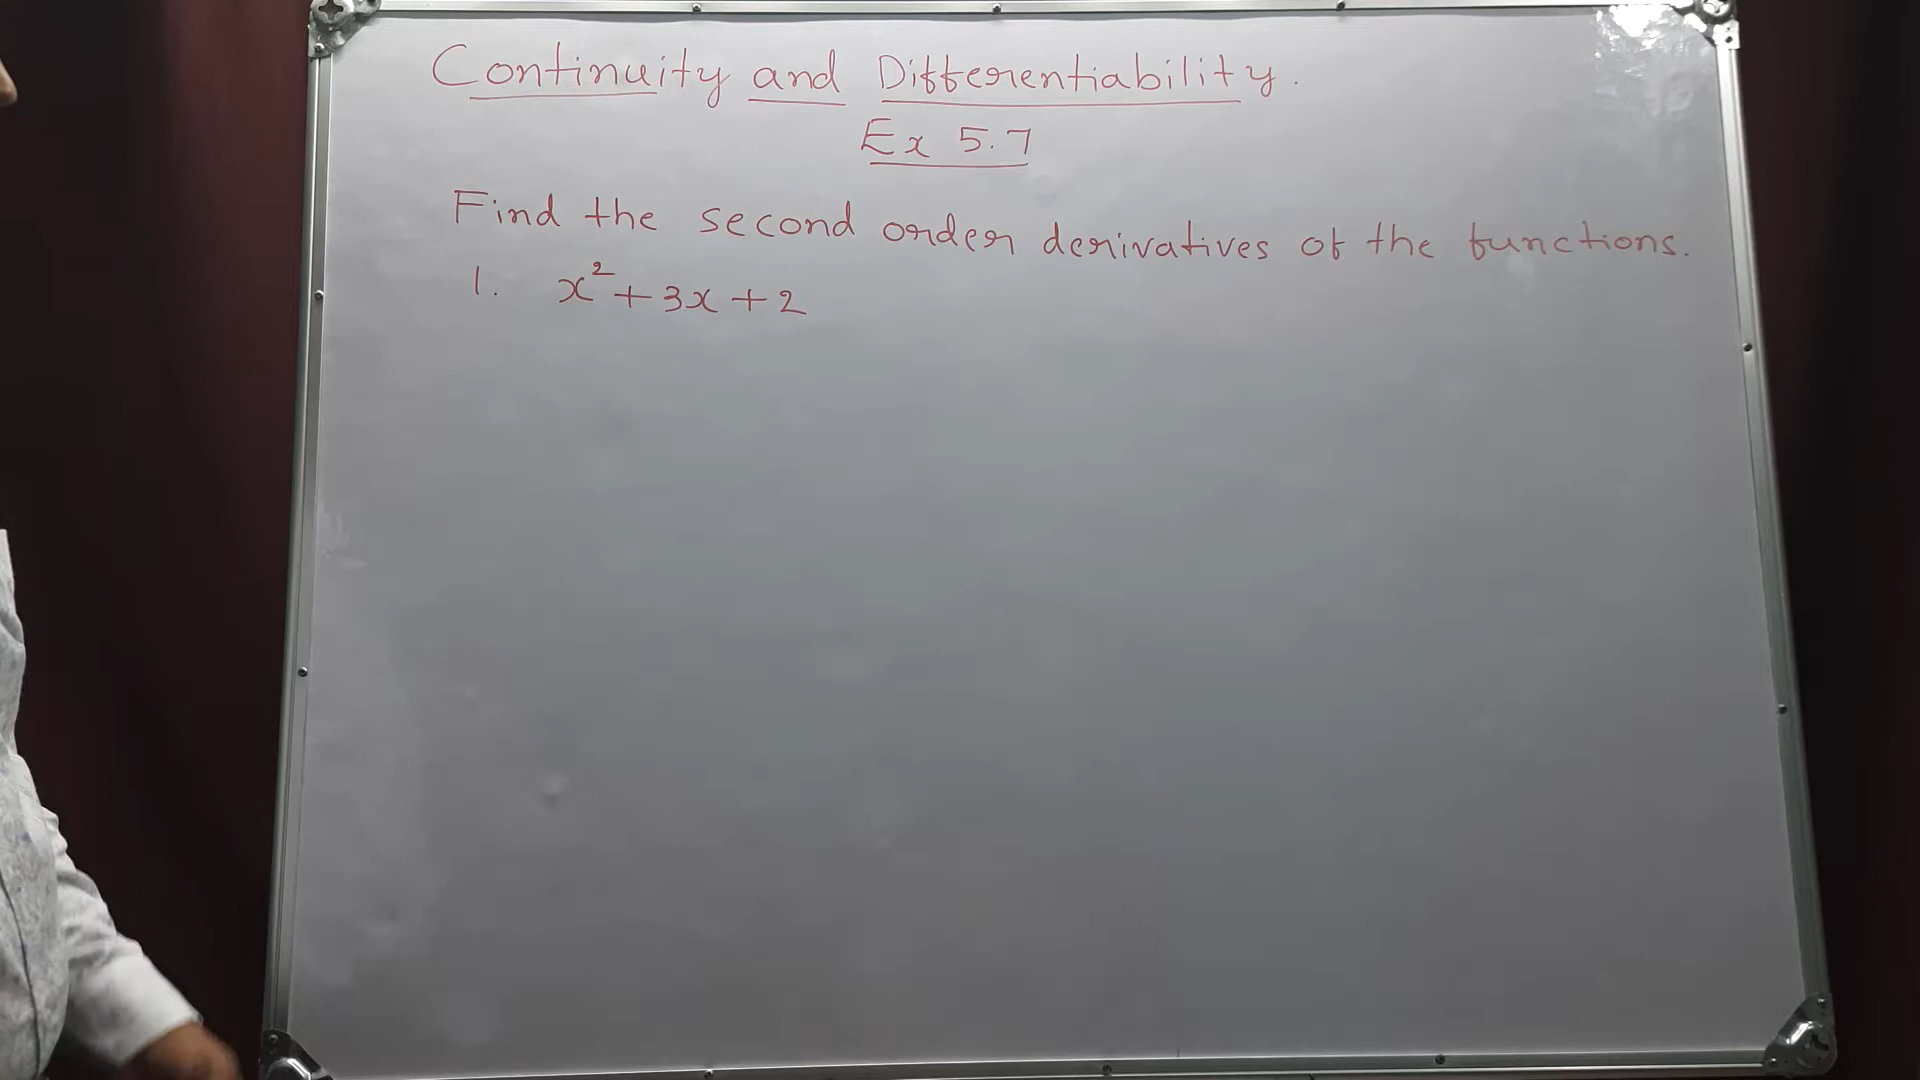 Continuity and Differentiability.
Ex 5.7
Find the second order derivatives of the functions.
1. x² + 3x + 2